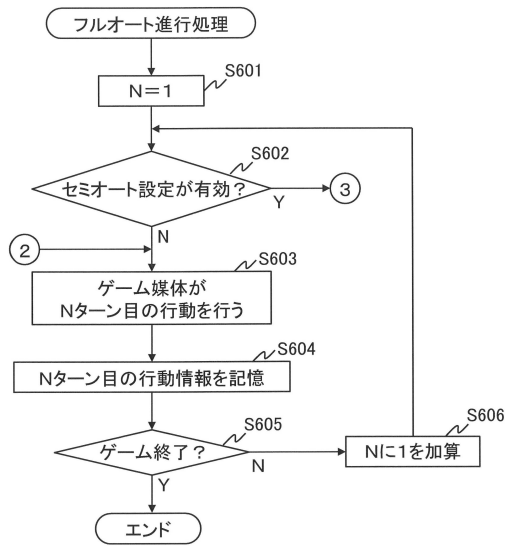 フルオート進行処理
S601
N=1
S602
セミオート設定が有効?
Y
③
N
②
S603
ゲーム媒体が
Nターン目の行動を行う
S604
Nターン目の行動情報を記憶
S605
ゲーム終了?
N
S606
Nに1を加算
Y
エンド